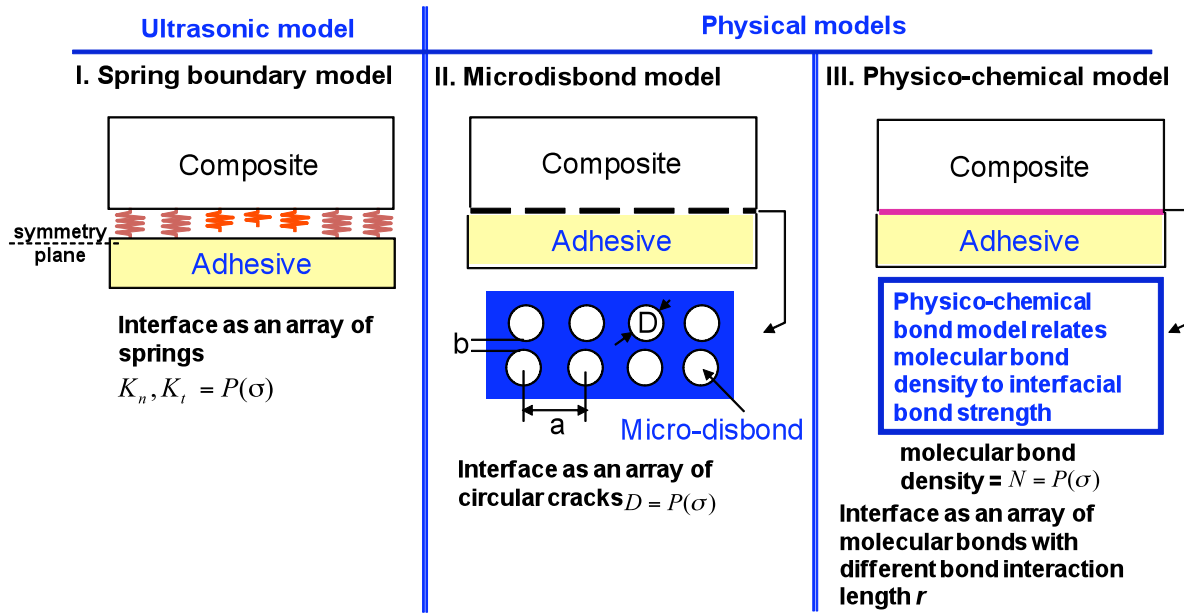 Ultrasonic model
Physical models
I. Spring boundary model
Composite
symmetry
plane
Adhesive
Interface as an array of
springs
Kₙ, Kₜ = P(σ)
II. Microdisbond model
Composite
Adhesive
D
b
a
Micro-disbond
Interface as an array of
circular cracks D = P(σ)
III. Physico-chemical model
Composite
Adhesive
Physico-chemical
bond model relates
molecular bond
density to interfacial
bond strength
molecular bond
density = N = P(σ)
Interface as an array of
molecular bonds with
different bond interaction
length r